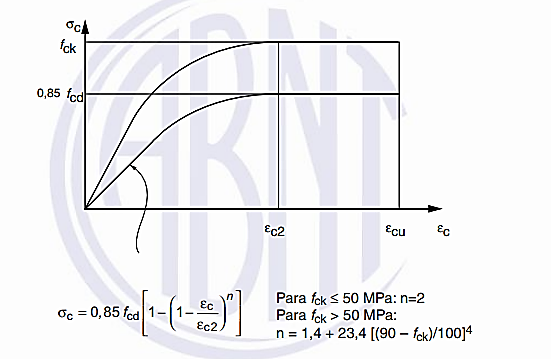 σc
fck
0,85 fcd
εc2
εcu
εc
ABNT
σc = 0,85 fcd [1 – (1 – εc/εc2)^n]
Para fck ≤ 50 MPa: n=2
Para fck > 50 MPa:
n = 1,4 + 23,4 [(90 – fck)/100]⁴